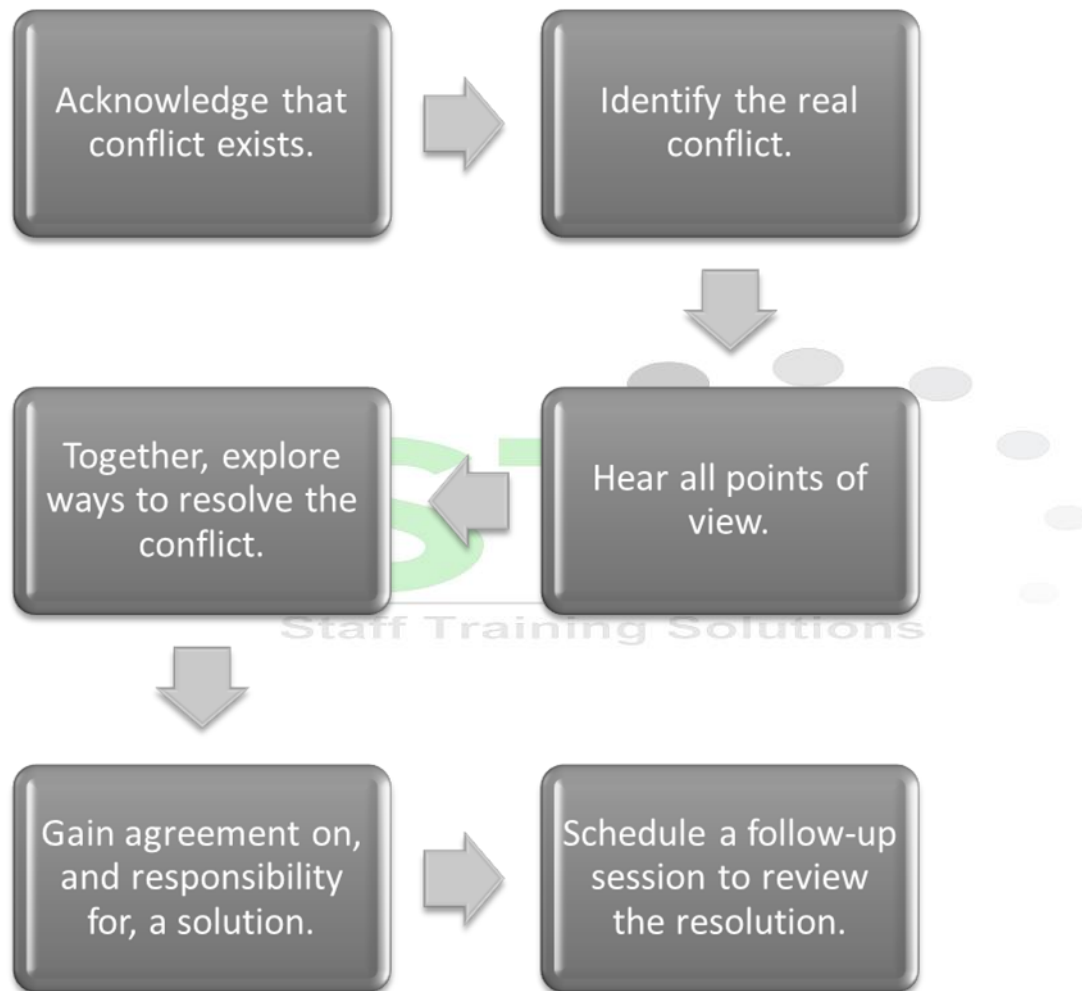 Acknowledge that
conflict exists.
Identify the real
conflict.
Hear all points of
view.
Together, explore
ways to resolve the
conflict.
Staff Training Solutions
Gain agreement on,
and responsibility
for, a solution.
Schedule a follow-up
session to review
the resolution.